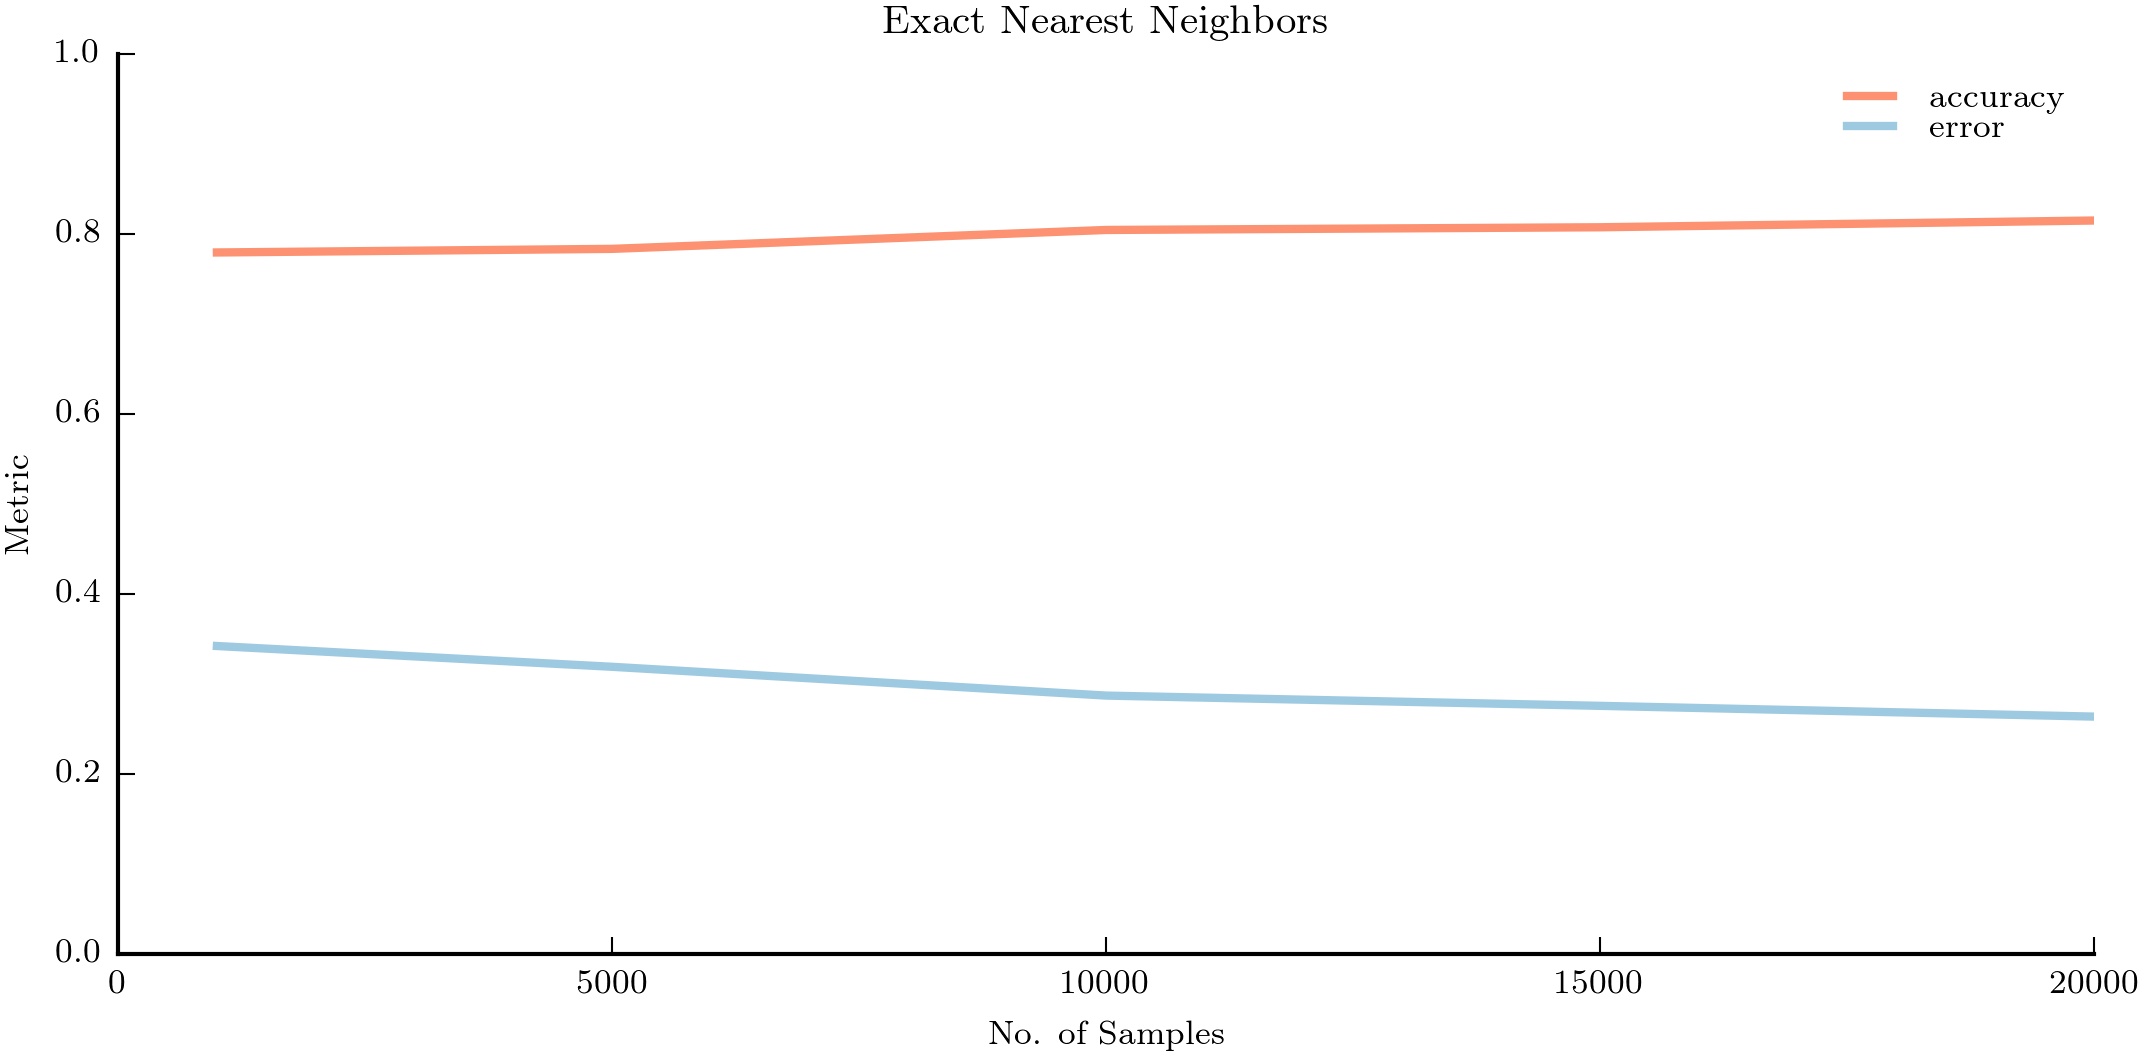 Exact Nearest Neighbors
1.0
accuracy
error
0.8
0.6
Metric
0.4
0.2
0.0
0 5000 10000 15000 20000
No. of Samples